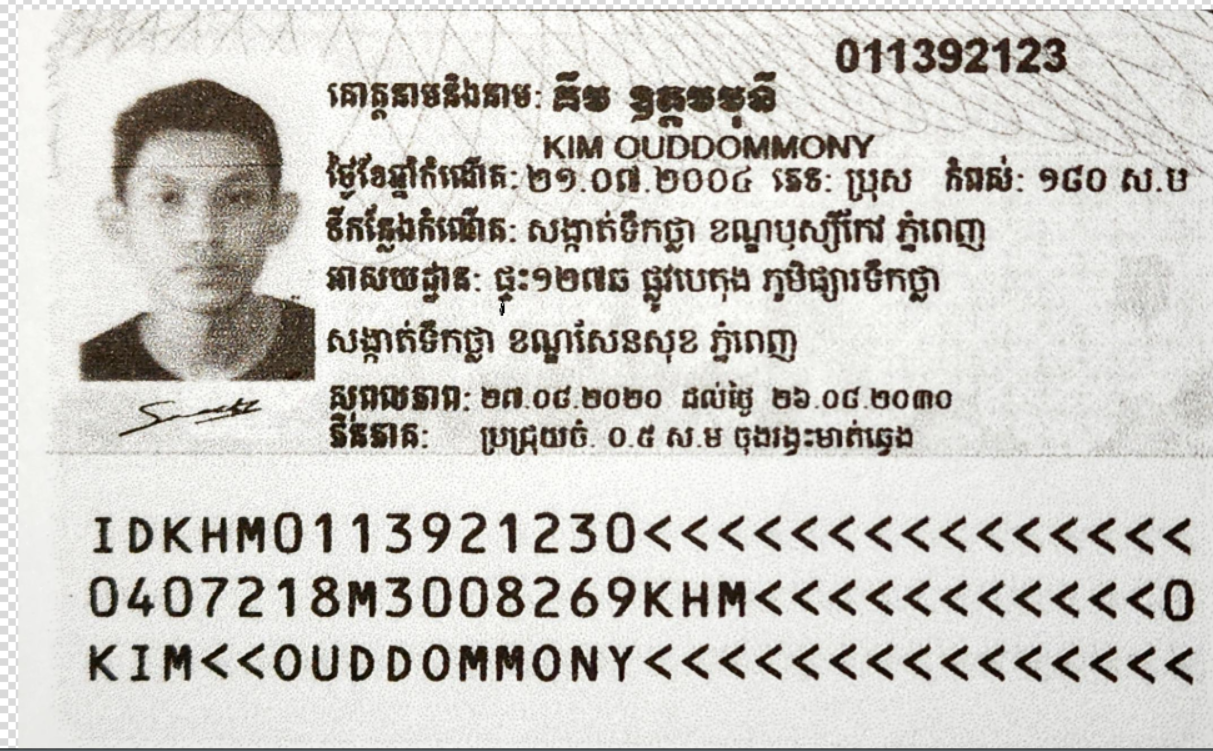 011392123
គោត្តនាមនិងនាម: គីម ឧត្តមមុនី
KIM OUDDOMMONY
ថ្ងៃខែឆ្នាំកំណើត: ២១.០៧.២០០៤ ភេទ: ប្រុស កំពស់: ១៨០ ស.ម
ទីកន្លែងកំណើត: សង្កាត់ទឹកថ្លា ខណ្ឌឫស្សីកែវ ភ្នំពេញ
អាសយដ្ឋាន: ផ្ទះ១២៧ឆ ផ្លូវបេតុង ភូមិផ្សារទឹកថ្លា
សង្កាត់ទឹកថ្លា ខណ្ឌសែនសុខ ភ្នំពេញ
សុពលភាព: ២៧.០៨.២០២០ ដល់ថ្ងៃ ២៦.០៨.២០៣០
ភិនភាគ: ប្រជ្រុយចំ. ០.៥ ស.ម ចុងរង្វះមាត់ឆ្វេង
IDKHM0113921230<<<<<<<<<<<<<<<
0407218M3008269KHM<<<<<<<<<<<0
KIM<<OUDDOMMONY<<<<<<<<<<<<<<<